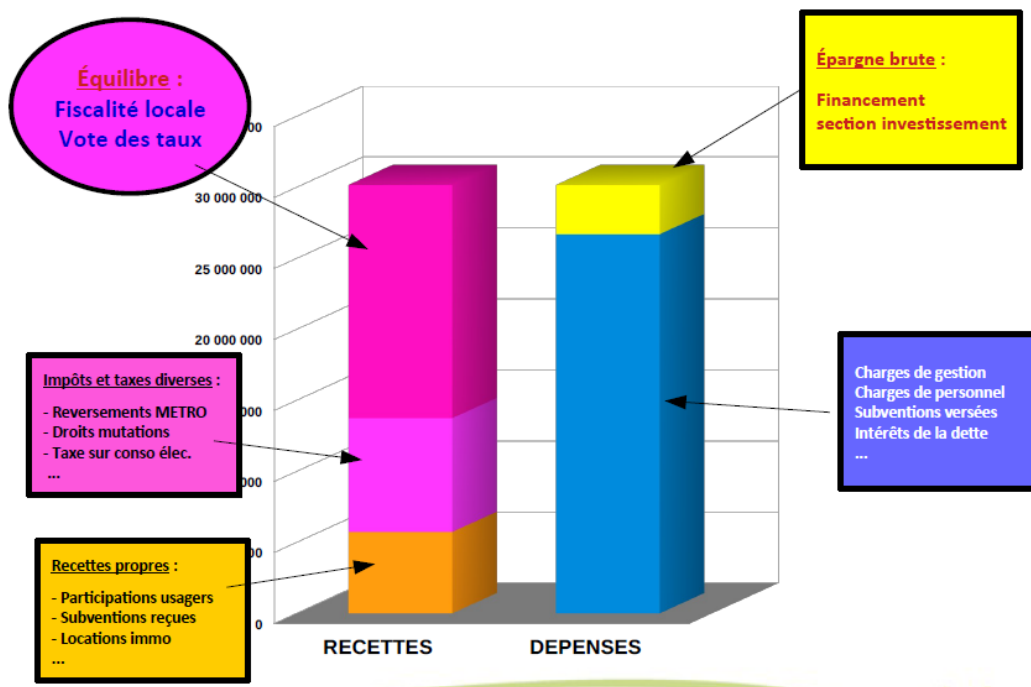 Équilibre :
Fiscalité locale
Vote des taux
Épargne brute :
Financement
section investissement
30 000 000
25 000 000
20 000 000
0
Impôts et taxes diverses :
- Reversements METRO
- Droits mutations
- Taxe sur conso élec.
...
Recettes propres :
- Participations usagers
- Subventions reçues
- Locations immo
...
Charges de gestion
Charges de personnel
Subventions versées
Intérêts de la dette
...
RECETTES
DEPENSES